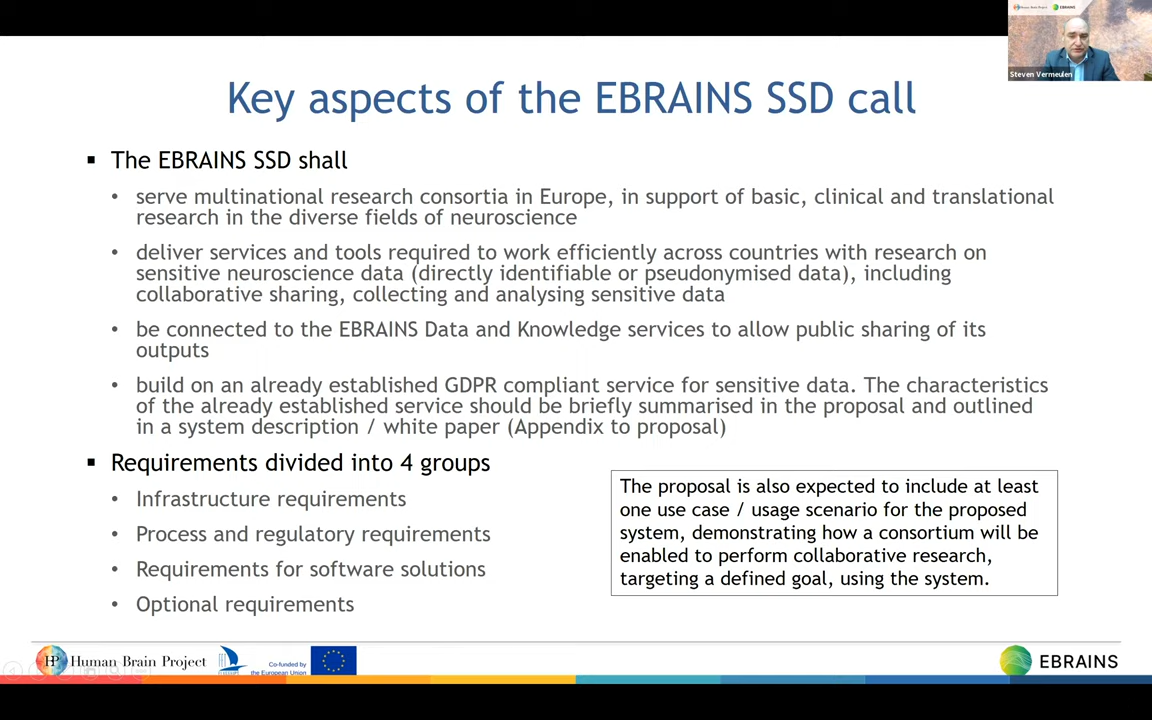 Human Brain Project
EBRAINS
Steven Vermeulen
Key aspects of the EBRAINS SSD call
▪ The EBRAINS SSD shall
• serve multinational research consortia in Europe, in support of basic, clinical and translational
research in the diverse fields of neuroscience
• deliver services and tools required to work efficiently across countries with research on
sensitive neuroscience data (directly identifiable or pseudonymised data), including
collaborative sharing, collecting and analysing sensitive data
• be connected to the EBRAINS Data and Knowledge services to allow public sharing of its
outputs
• build on an already established GDPR compliant service for sensitive data. The characteristics
of the already established service should be briefly summarised in the proposal and outlined
in a system description / white paper (Appendix to proposal)
▪ Requirements divided into 4 groups
• Infrastructure requirements
• Process and regulatory requirements
• Requirements for software solutions
• Optional requirements
The proposal is also expected to include at least
one use case / usage scenario for the proposed
system, demonstrating how a consortium will be
enabled to perform collaborative research,
targeting a defined goal, using the system.
HP Human Brain Project
Co-funded by
the European Union
EBRAINS